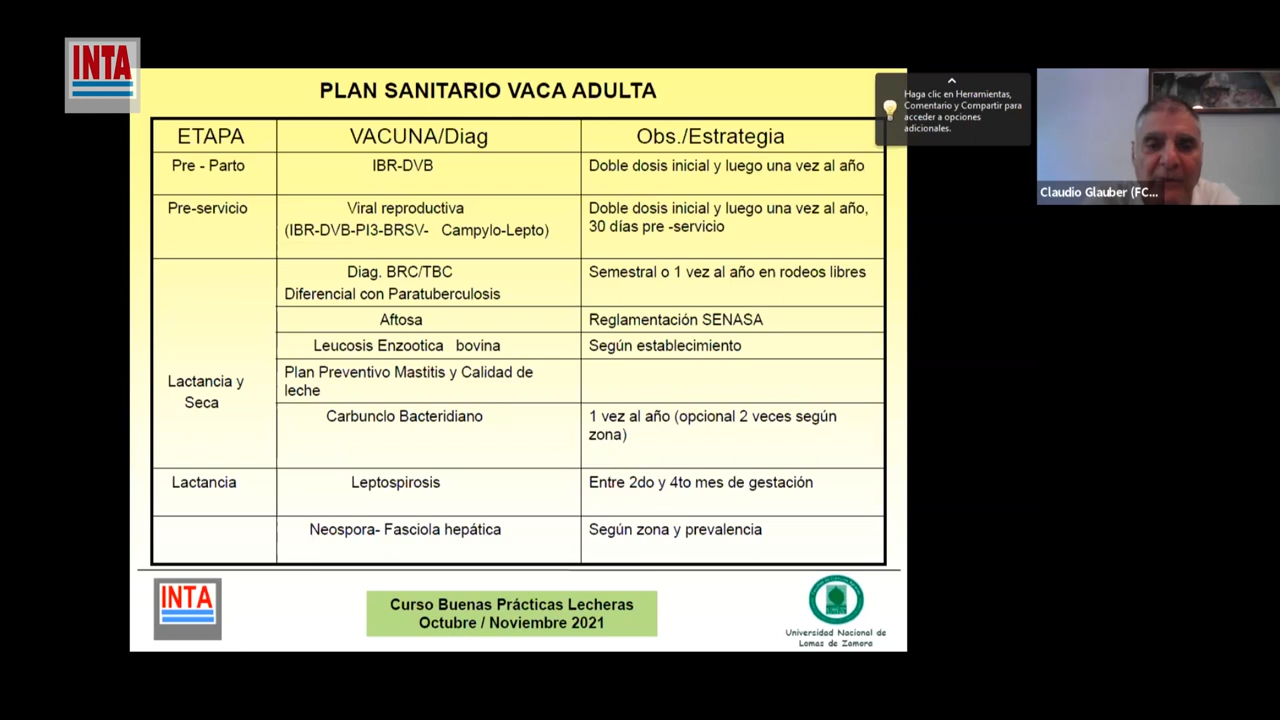 INTA
PLAN SANITARIO VACA ADULTA
ETAPA
VACUNA/Diag
Obs./Estrategia
Pre - Parto
IBR-DVB
Doble dosis inicial y luego una vez al año
Pre-servicio
Viral reproductiva
(IBR-DVB-PI3-BRSV- Campylo-Lepto)
Doble dosis inicial y luego una vez al año,
30 días pre -servicio
Lactancia y
Seca
Diag. BRC/TBC
Diferencial con Paratuberculosis
Semestral o 1 vez al año en rodeos libres
Aftosa
Reglamentación SENASA
Leucosis Enzootica bovina
Según establecimiento
Plan Preventivo Mastitis y Calidad de
leche
Carbunclo Bacteridiano
1 vez al año (opcional 2 veces según
zona)
Lactancia
Leptospirosis
Entre 2do y 4to mes de gestación
Neospora- Fasciola hepática
Según zona y prevalencia
INTA
Curso Buenas Prácticas Lecheras
Octubre / Noviembre 2021
Universidad Nacional de
Lomas de Zamora
Haga clic en Herramientas,
Comentario y Compartir para
acceder a opciones
adicionales.
Claudio Glauber (FC...